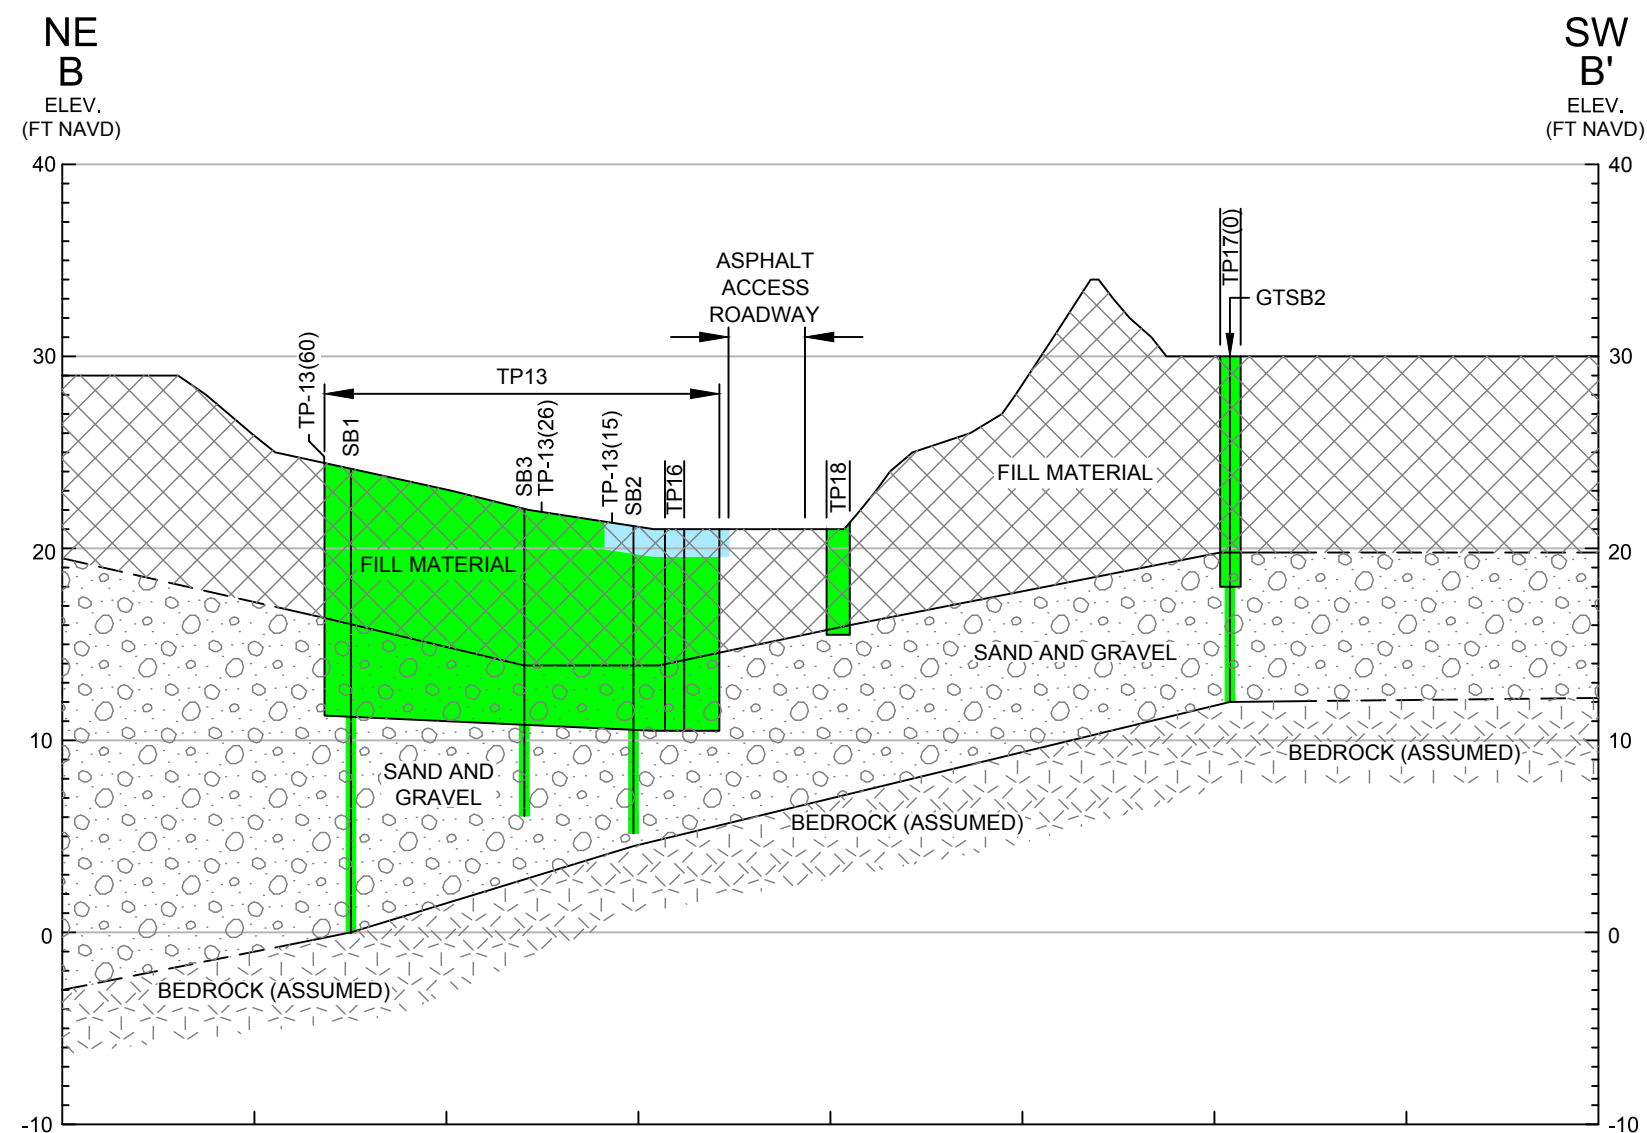 NE
B
ELEV.
(FT NAVD)
SW
B'
ELEV.
(FT NAVD)
40
40
TP17(0)
GTSB2
ASPHALT
ACCESS
ROADWAY
30
30
TP-13(60)
TP13
SB1
SB3
TP-13(26)
TP-13(15)
SB2
TP16
TP18
FILL MATERIAL
20
FILL MATERIAL
20
SAND AND GRAVEL
10
10
BEDROCK (ASSUMED)
SAND AND
GRAVEL
BEDROCK (ASSUMED)
0
0
BEDROCK (ASSUMED)
-10
-10